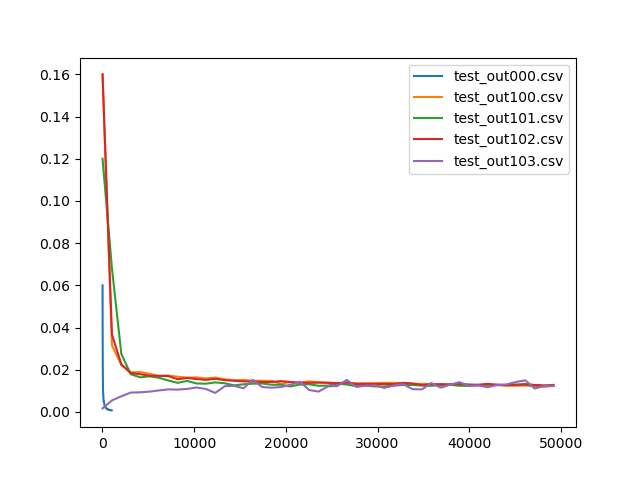 0.16
0.14
0.12
0.10
0.08
0.06
0.04
0.02
0.00
0 10000 20000 30000 40000 50000
test_out000.csv
test_out100.csv
test_out101.csv
test_out102.csv
test_out103.csv